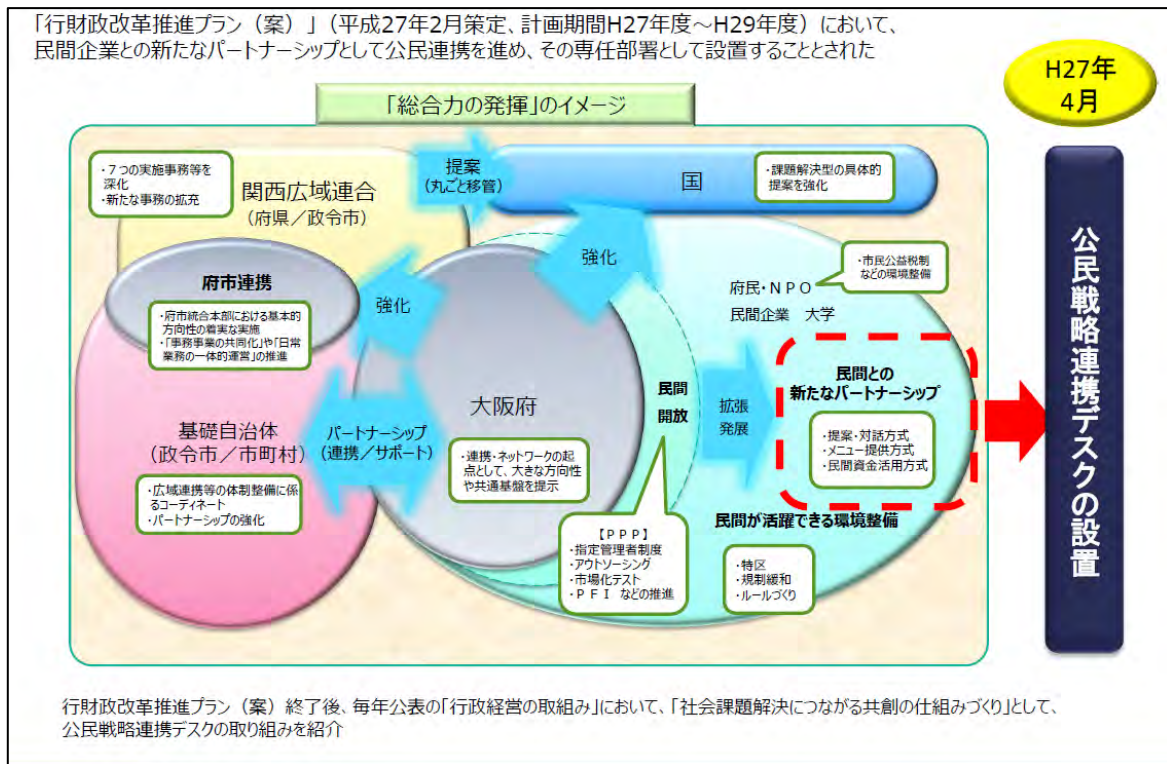 「行財政改革推進プラン（案）」（平成27年2月策定、計画期間H27年度～H29年度）において、
民間企業との新たなパートナーシップとして公民連携を進め、その専任部署として設置することとされた
H27年
4月
「総合力の発揮」のイメージ
・７つの実施事務等を
深化
・新たな事務の拡充
関西広域連合
（府県／政令市）
提案
（丸ごと移管）
国
・課題解決型の具体的
提案を強化
府市連携
・府市統合本部における基本的
方向性の着実な実施
・「事務事業の共同化」や「日常
業務の一体的運営」の推進
強化
強化
・市民公益税制
などの環境整備
府民・ＮＰＯ
民間企業　大学
基礎自治体
（政令市／市町村）
・広域連携等の体制整備に係
るコーディネート
・パートナーシップの強化
パートナーシップ
（連携／サポート）
大阪府
・連携・ネットワークの起
点として、大きな方向性
や共通基盤を提示
民間
開放
拡張
発展
民間との
新たなパートナーシップ
・提案・対話方式
・メニュー提供方式
・民間資金活用方式
民間が活躍できる環境整備
【ＰＰＰ】
・指定管理者制度
・アウトソーシング
・市場化テスト
・ＰＦＩ などの推進
・特区
・規制緩和
・ルールづくり
公民戦略連携デスクの設置
行財政改革推進プラン（案）終了後、毎年公表の「行政経営の取組み」において、「社会課題解決につながる共創の仕組みづくり」として、
公民戦略連携デスクの取り組みを紹介